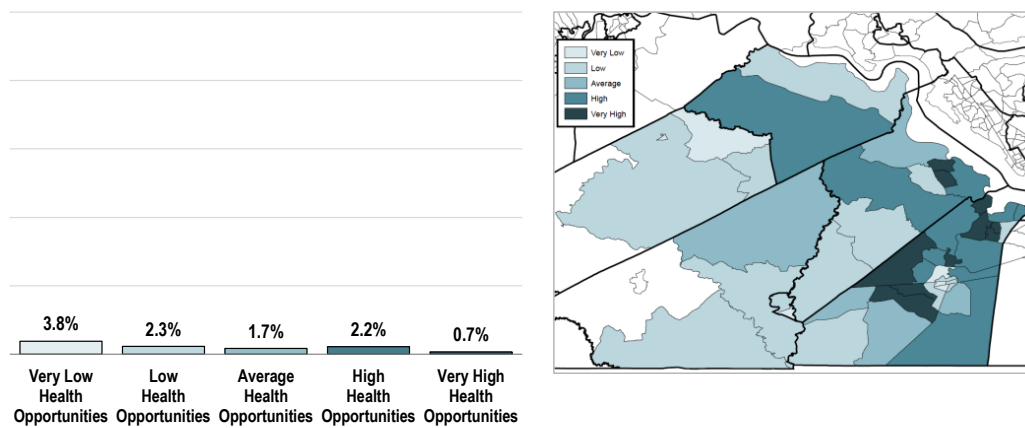 3.8%
2.3%
1.7%
2.2%
0.7%
Very Low
Health
Opportunities
Low
Health
Opportunities
Average
Health
Opportunities
High
Health
Opportunities
Very High
Health
Opportunities
Very Low
Low
Average
High
Very High